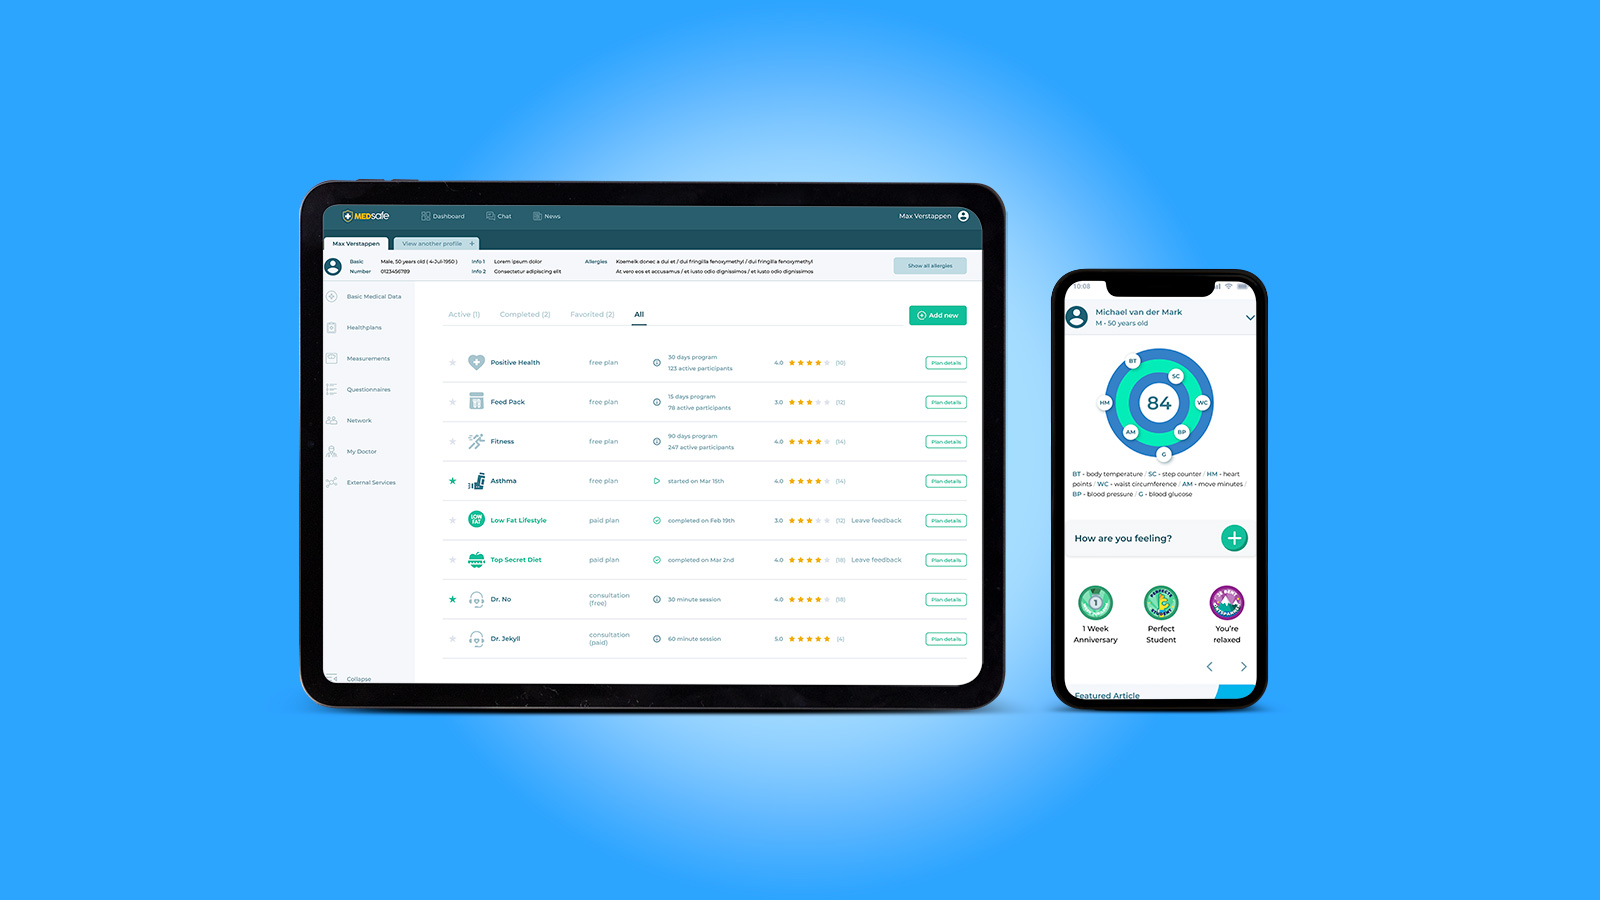 MEDsafe
Dashboard
Chat
News
Max Verstappen
Max Verstappen
View another profile +
Basic
Male, 50 years old ( 4-Jul-1950 )
Info 1
Lorem ipsum dolor
Allergies
Koemelk donec a dui et / dui fringilla fenoxymethyl / dui fringilla fenoxymethyl
Show all allergies
Number
0123456789
Info 2
Consectetur adipiscing elit
At vero eos et accusamus / et iusto odio dignissimos / et iusto odio dignissimos
Basic Medical Data
Healthplans
Measurements
Questionnaires
Network
My Doctor
External Services
Collapse
Active (1)
Completed (2)
Favorited (2)
All
Add new
Positive Health
free plan
30 days program
123 active participants
4.0
(10)
Plan details
Feed Pack
free plan
15 days program
78 active participants
3.0
(12)
Plan details
Fitness
free plan
90 days program
247 active participants
4.0
(14)
Plan details
Asthma
free plan
started on Mar 15th
4.0
(14)
Plan details
LOW
FAT
Low Fat Lifestyle
paid plan
completed on Feb 19th
3.0
(12)
Leave feedback
Plan details
Top Secret Diet
paid plan
completed on Mar 2nd
4.0
(18)
Leave feedback
Plan details
Dr. No
consultation
(free)
30 minute session
4.0
(18)
Plan details
Dr. Jekyll
consultation
(paid)
60 minute session
5.0
(4)
Plan details
10:08
Michael van der Mark
M - 50 years old
BT
SC
HM
84
WC
AM
BP
G
BT - body temperature / SC - step counter / HM - heart
points / WC - waist circumference / AM - move minutes /
BP - blood pressure / G - blood glucose
How are you feeling?
1
PERFECTE
STUDENT
JE BENT
ONTSPANNEN
1 Week
Anniversary
Perfect
Student
You're
relaxed
Featured Article